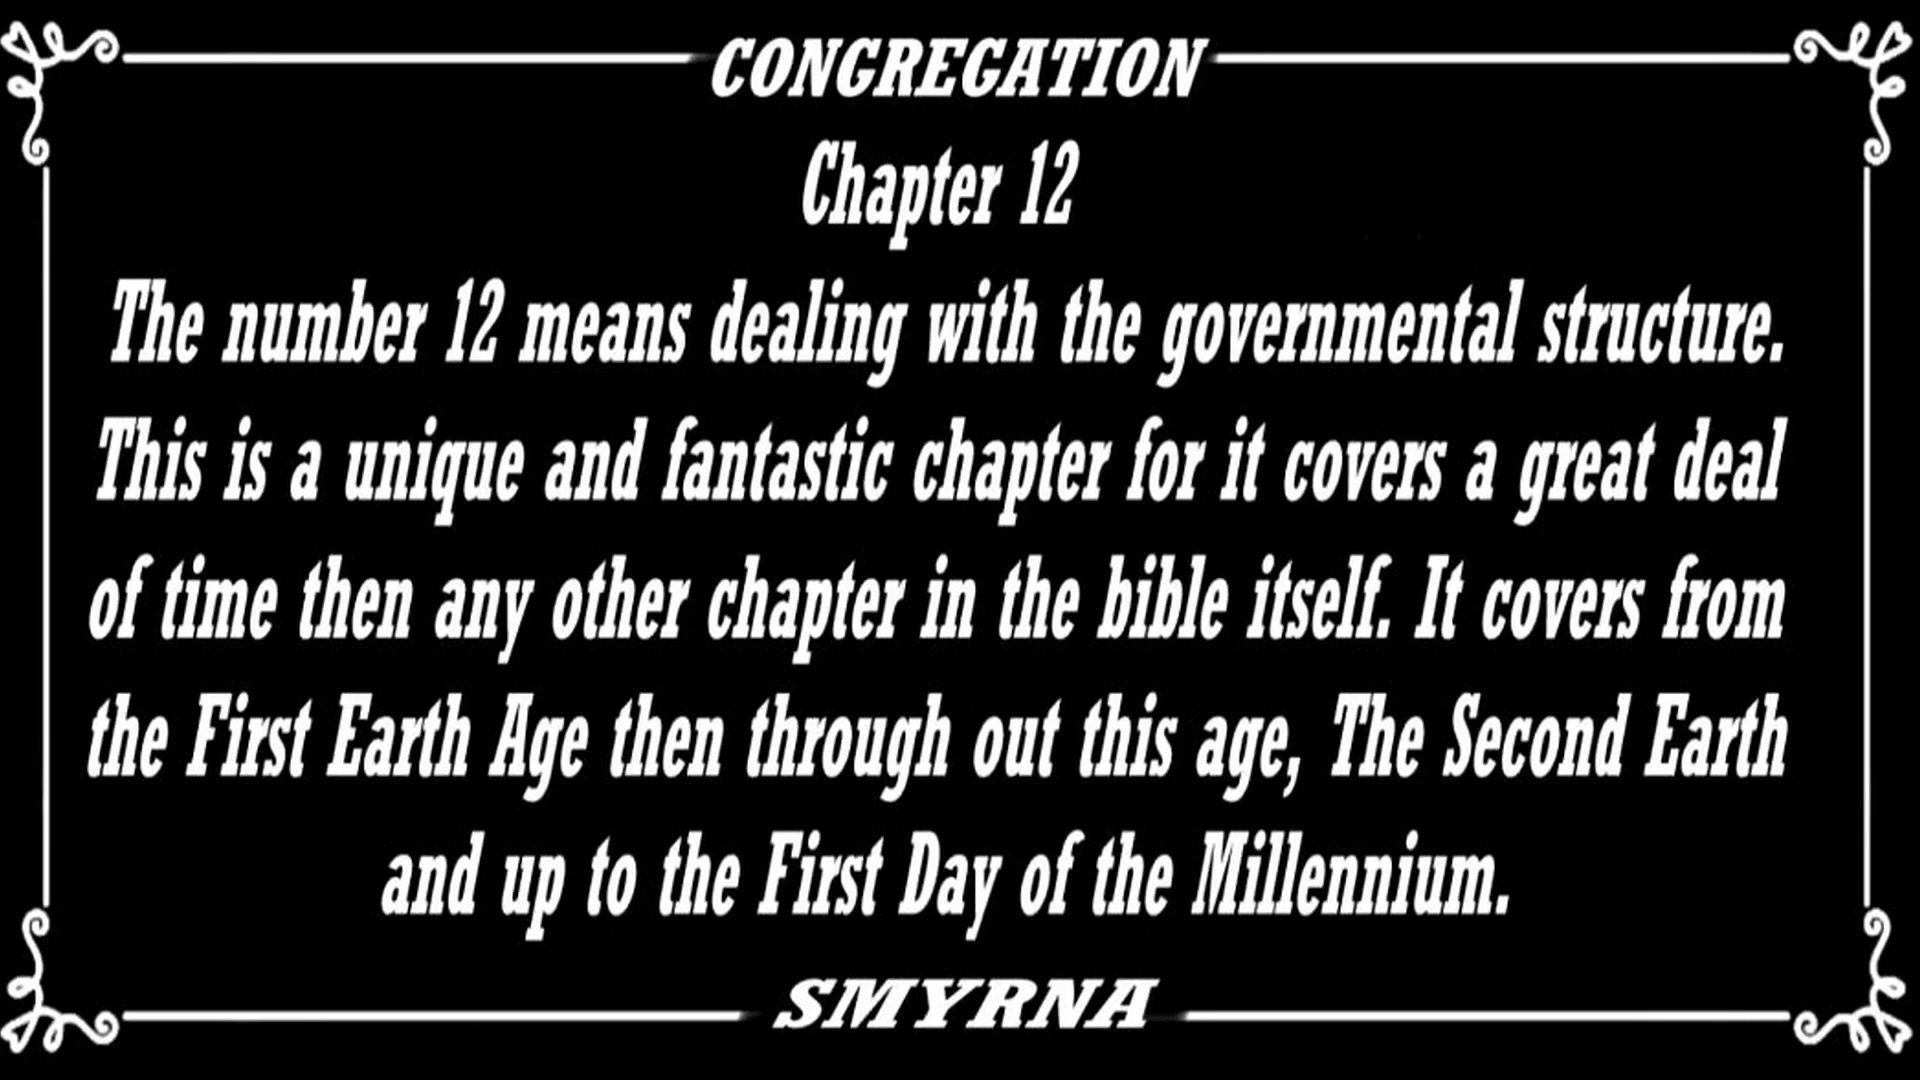 CONGREGATION
Chapter 12
The number 12 means dealing with the governmental structure.
This is a unique and fantastic chapter for it covers a great deal
of time then any other chapter in the bible itself. It covers from
the First Earth Age then through out this age, The Second Earth
and up to the First Day of the Millennium.
SMYRNA